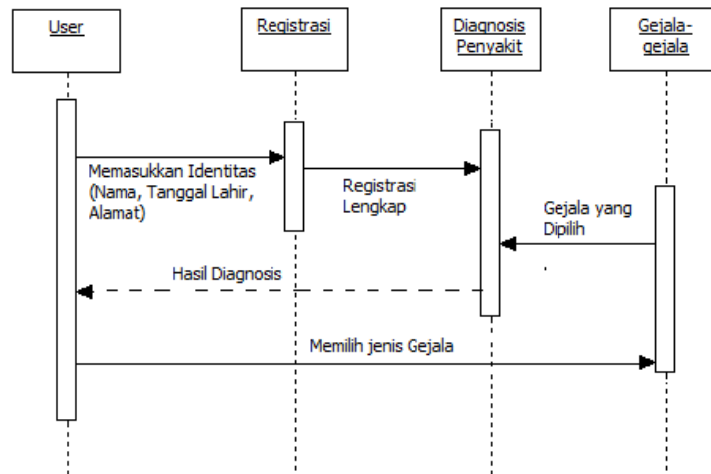 User
Registrasi
Diagnosis
Penyakit
Gejala-
gejala
Memasukkan Identitas
(Nama, Tanggal Lahir,
Alamat)
Registrasi
Lengkap
Gejala yang
Dipilih
.
Hasil Diagnosis
Memilih jenis Gejala